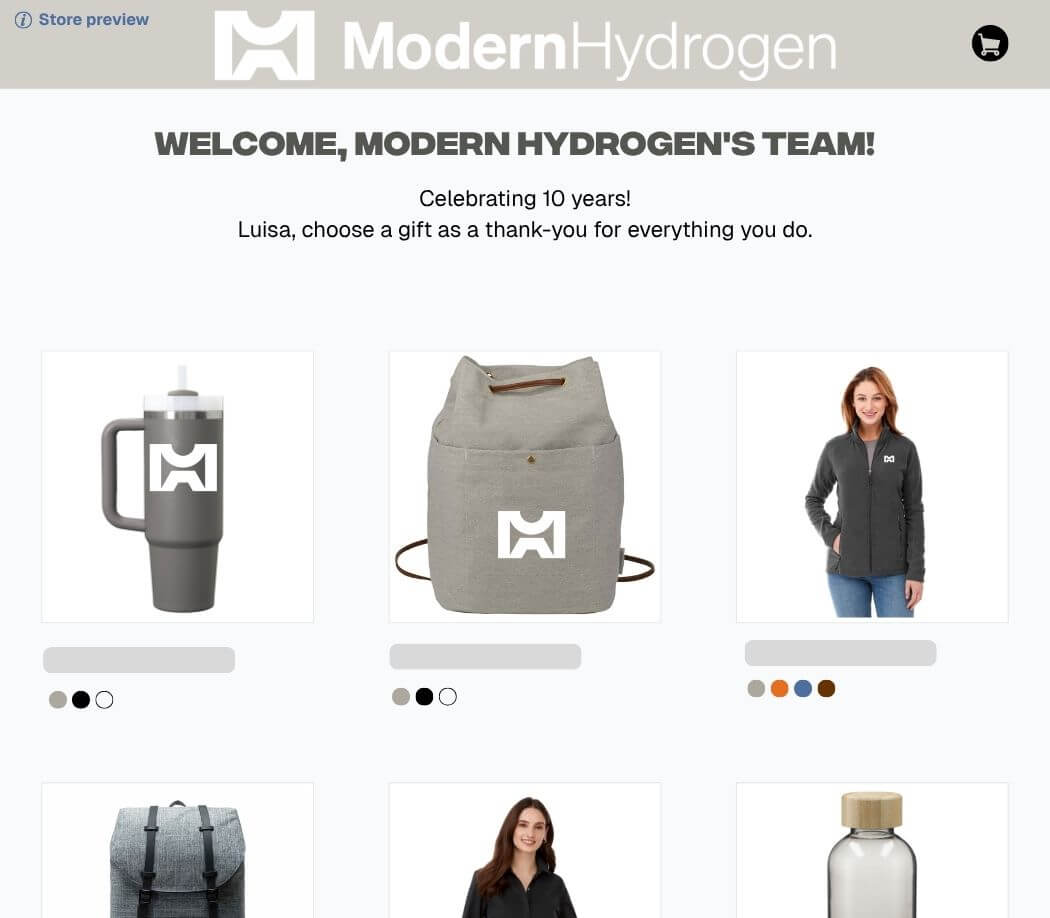 Store preview
ModernHydrogen
WELCOME, MODERN HYDROGEN'S TEAM!
Celebrating 10 years!
Luisa, choose a gift as a thank-you for everything you do.